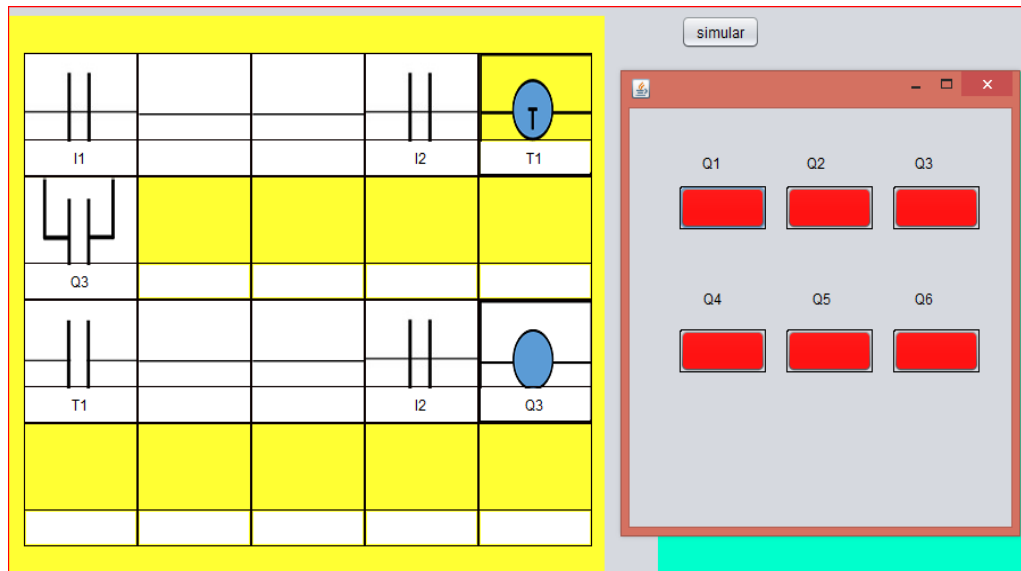 simular
I1 I2 T1
Q3
T1 I2 Q3
Q1 Q2 Q3
Q4 Q5 Q6